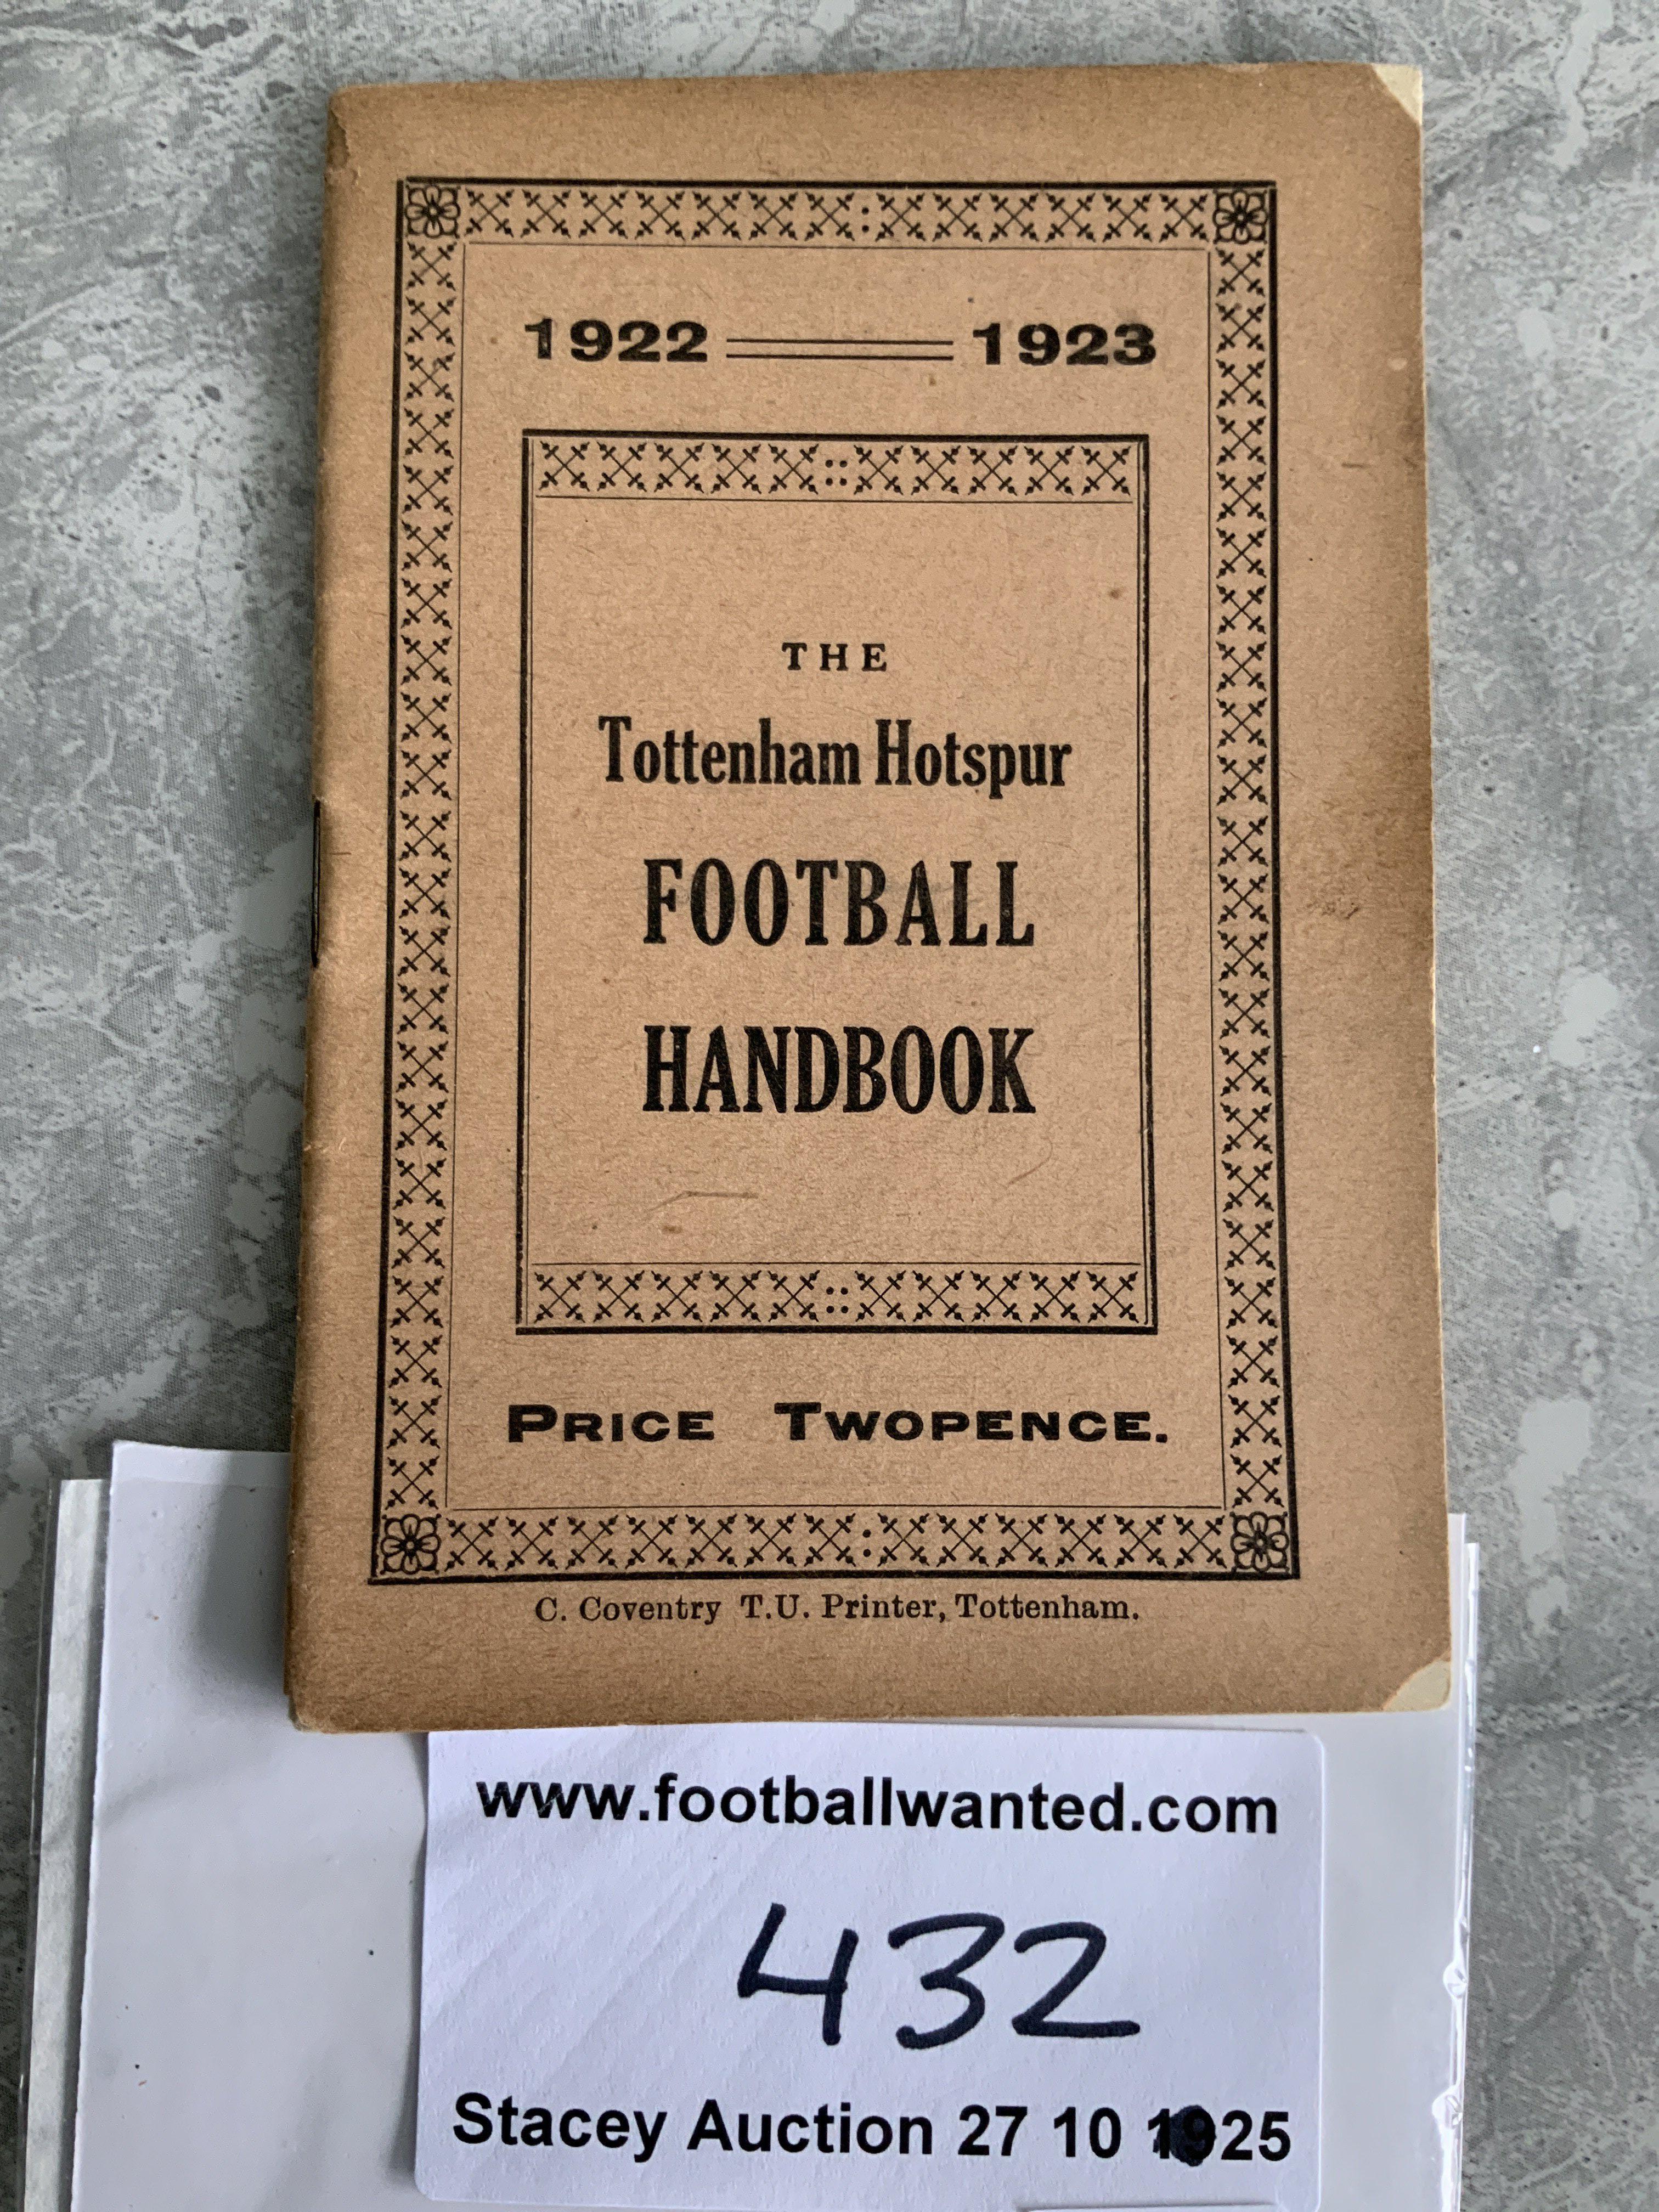 1922 1923
THE
Tottenham Hotspur
FOOTBALL
HANDBOOK
PRICE TWOPENCE.
C. Coventry T.U. Printer, Tottenham.
www.footballwanted.com
432
Stacey Auction 27 10 1925